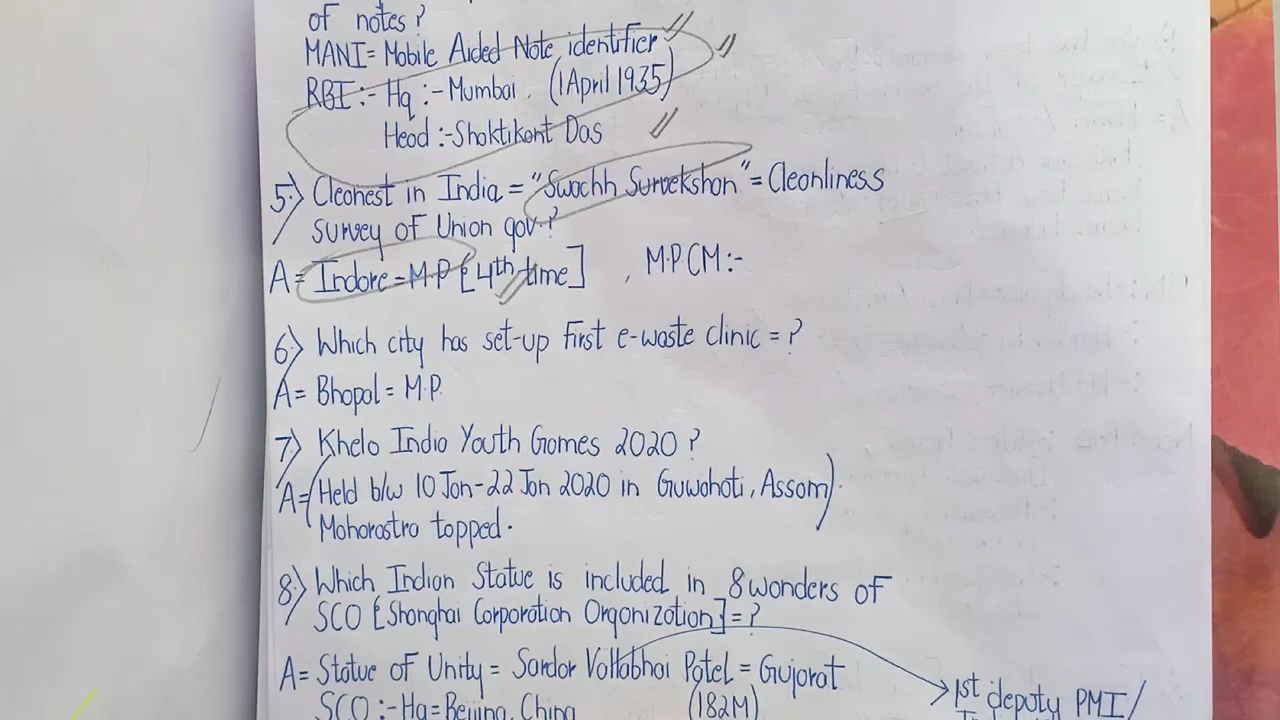 of notes?
MANI= Mobile Aided Note identifier
RBI :- Hq :- Mumbai. (1 April 1935)
Head :- Shaktikant Das
5) Cleanest in India = "Swachh Survekshan" = Cleanliness
survey of Union gov.?
A= Indore = M.P [4th time] , M.P CM :-
6) Which city has set-up first e-waste clinic = ?
A= Bhopal = M.P.
7) Khelo India Youth Games 2020 ?
A= (Held b/w 10 Jan-22 Jan 2020 in Guwahati, Assam).
Maharastra topped.
8) Which Indian Statue is included in 8 wonders of
SCO [Shanghai Corporation Organization] = ?
A= Statue of Unity = Sardar Vallabhai Patel = Gujarat
→ 1st deputy PMI/
SCO :- Hq = Beijing, China (182M)